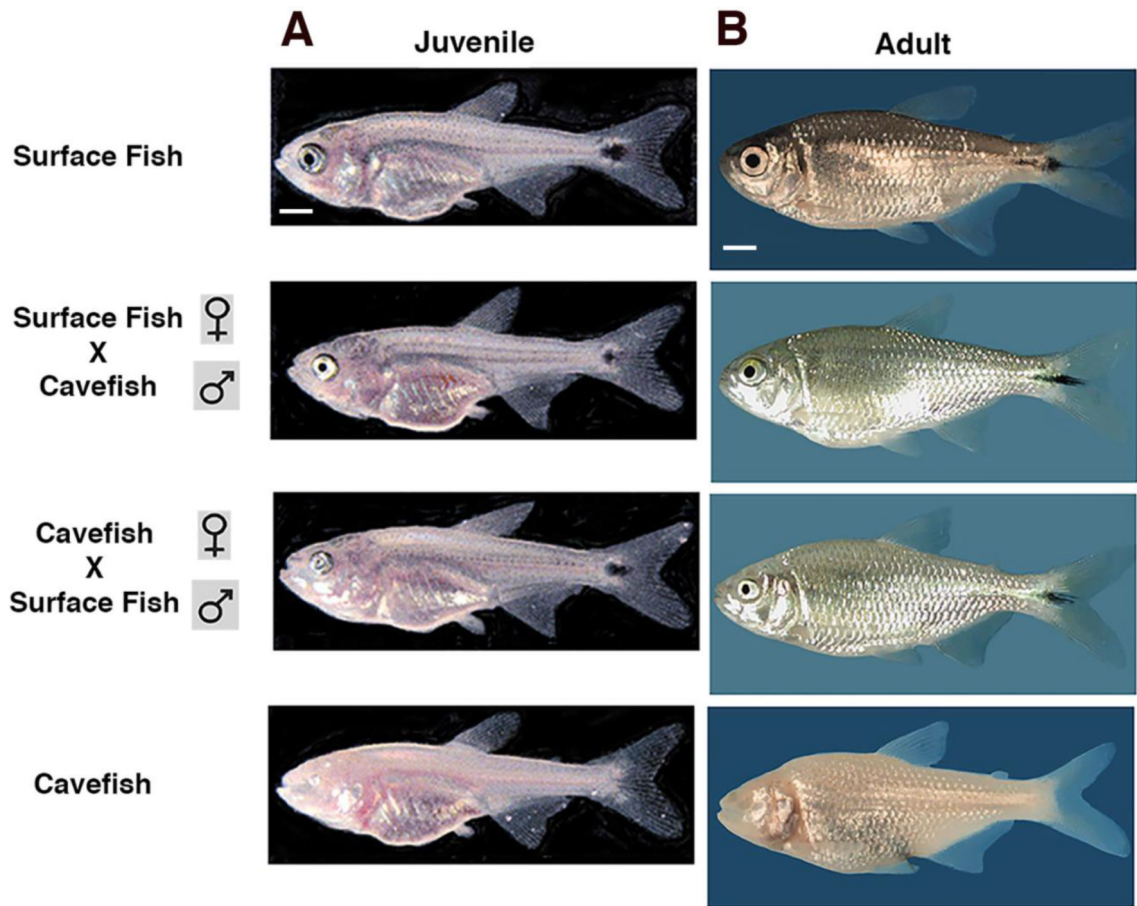 A
Juvenile
B
Adult
Surface Fish
Surface Fish ♀
X
Cavefish ♂
Cavefish ♀
X
Surface Fish ♂
Cavefish